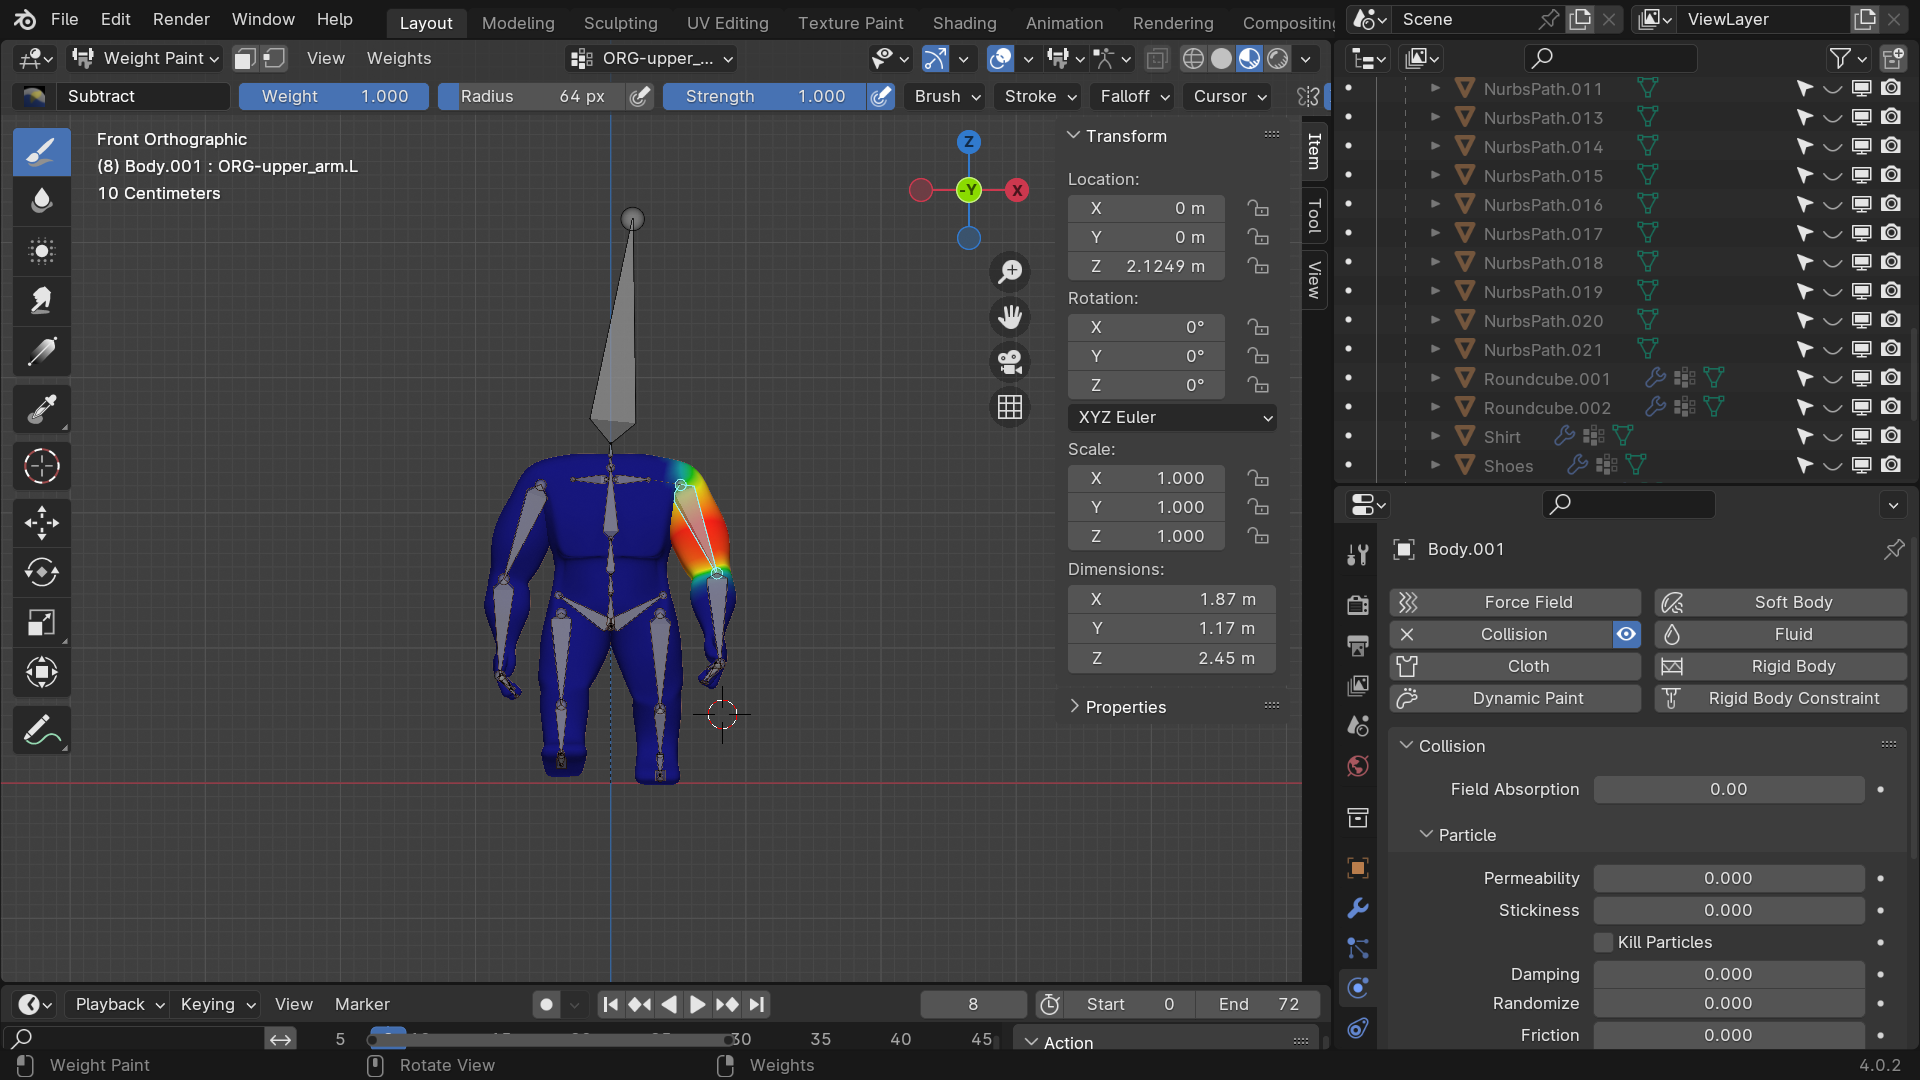 File Edit Render Window Help Layout Modeling Sculpting UV Editing Texture Paint Shading Animation Rendering Scene ViewLayer
Weight Paint View Weights ORG-upper_...
Subtract Weight 1.000 Radius 64 px Strength 1.000 Brush Stroke Falloff Cursor
Front Orthographic
(8) Body.001 : ORG-upper_arm.L
10 Centimeters
Z
-Y
X
Item
Tool
View
Transform
Location:
X 0 m
Y 0 m
Z 2.1249 m
Rotation:
X 0°
Y 0°
Z 0°
XYZ Euler
Scale:
X 1.000
Y 1.000
Z 1.000
Dimensions:
X 1.87 m
Y 1.17 m
Z 2.45 m
Properties
NurbsPath.011
NurbsPath.013
NurbsPath.014
NurbsPath.015
NurbsPath.016
NurbsPath.017
NurbsPath.018
NurbsPath.019
NurbsPath.020
NurbsPath.021
Roundcube.001
Roundcube.002
Shirt
Shoes
Body.001
Force Field Soft Body
Collision Fluid
Cloth Rigid Body
Dynamic Paint Rigid Body Constraint
Collision
Field Absorption 0.00
Particle
Permeability 0.000
Stickiness 0.000
Kill Particles
Damping 0.000
Randomize 0.000
Friction 0.000
Playback Keying View Marker 8 Start 0 End 72
5 30 35 40 45 Action
Weight Paint Rotate View Weights 4.0.2